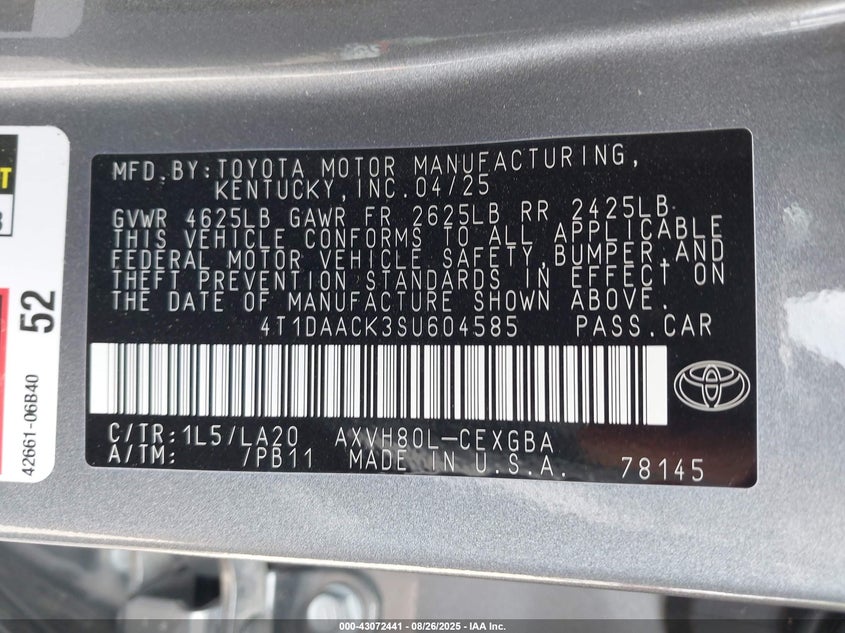 MFD.BY:TOYOTA MOTOR MANUFACTURING,
KENTUCKY,INC.04/25
GVWR 4625LB GAWR FR 2625LB RR 2425LB
THIS VEHICLE CONFORMS TO ALL APPLICABLE
FEDERAL MOTOR VEHICLE SAFETY,BUMPER,AND
THEFT PREVENTION STANDARDS IN EFFECT ON
THE DATE OF MANUFACTURE SHOWN ABOVE.
4T1DAACK3SU604585 PASS.CAR
C/TR:1L5/LA20 AXVH80L-CEXGBA
A/TM: /PB11 MADE IN U.S.A. 78145
52
42661-06B40
000-43072441 - 08/26/2025 - IAA Inc.